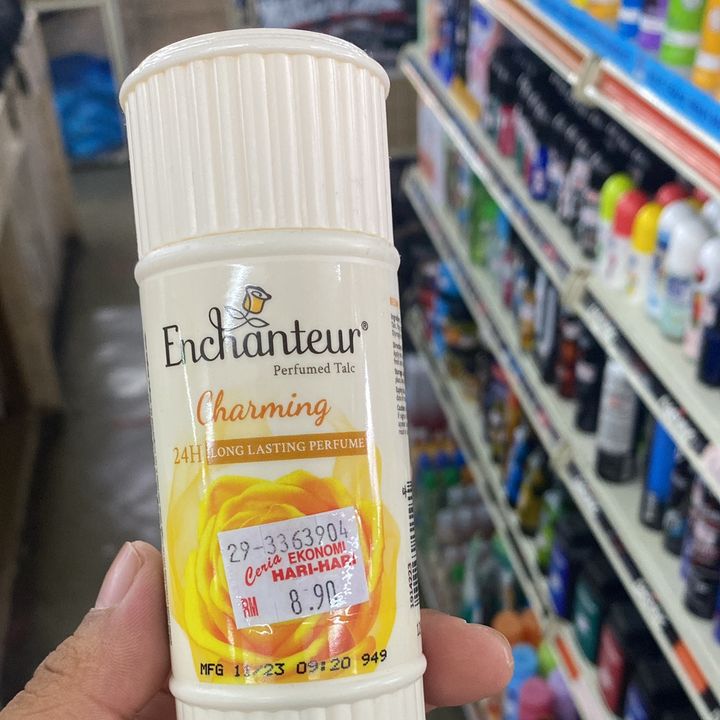 Enchanteur®
Perfumed Talc
Charming
24H LONG LASTING PERFUME
29-3363904
Ceria EKONOMI
HARI-HARI
RM 8.90
MFG 11/23 09:20 949